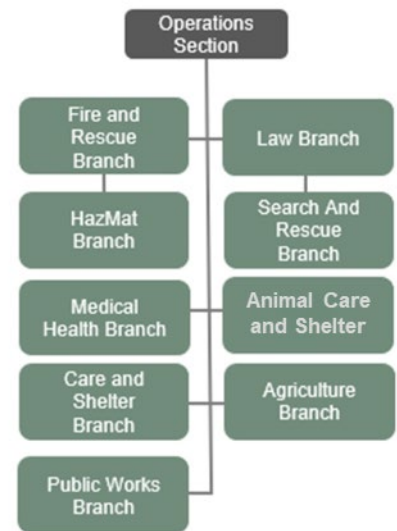 Operations
Section
Fire and
Rescue
Branch
Law Branch
HazMat
Branch
Search And
Rescue
Branch
Medical
Health Branch
Animal Care
and Shelter
Care and
Shelter
Branch
Agriculture
Branch
Public Works
Branch